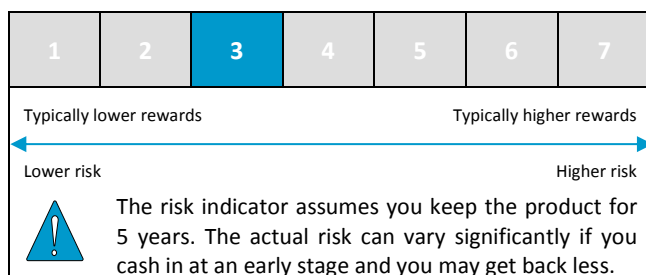 1 2 3 4 5 6 7
Typically lower rewards Typically higher rewards
Lower risk Higher risk
The risk indicator assumes you keep the product for
5 years. The actual risk can vary significantly if you
cash in at an early stage and you may get back less.